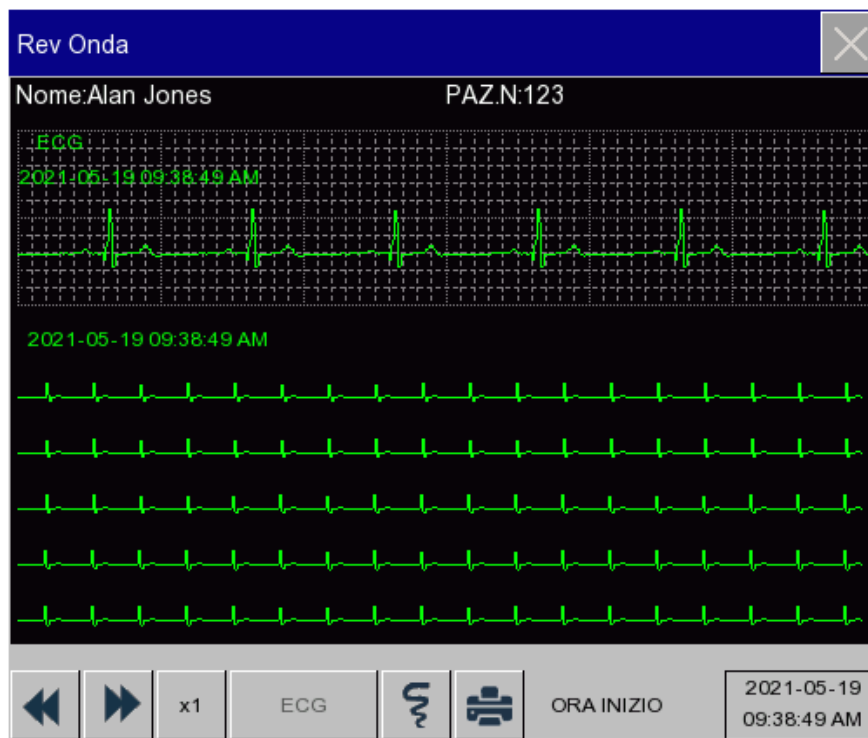 Rev Onda
Nome:Alan Jones PAZ.N:123
ECG
2021-05-19 09:38:49 AM
2021-05-19 09:38:49 AM
x1 ECG ORA INIZIO 2021-05-19
09:38:49 AM